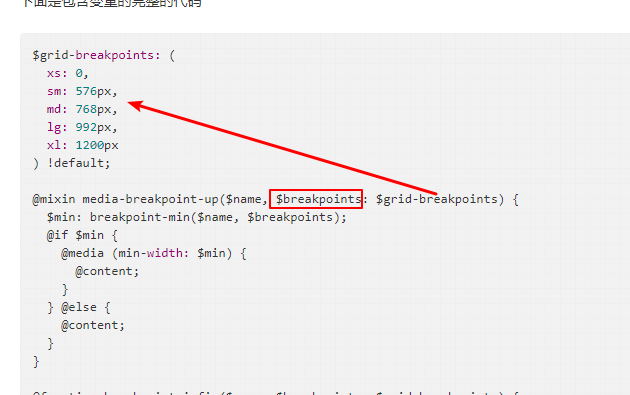 下面是包含变量的完整的代码
$grid-breakpoints: (
  xs: 0,
  sm: 576px,
  md: 768px,
  lg: 992px,
  xl: 1200px
) !default;
@mixin media-breakpoint-up($name, $breakpoints: $grid-breakpoints) {
  $min: breakpoint-min($name, $breakpoints);
  @if $min {
    @media (min-width: $min) {
      @content;
    }
  } @else {
    @content;
  }
}